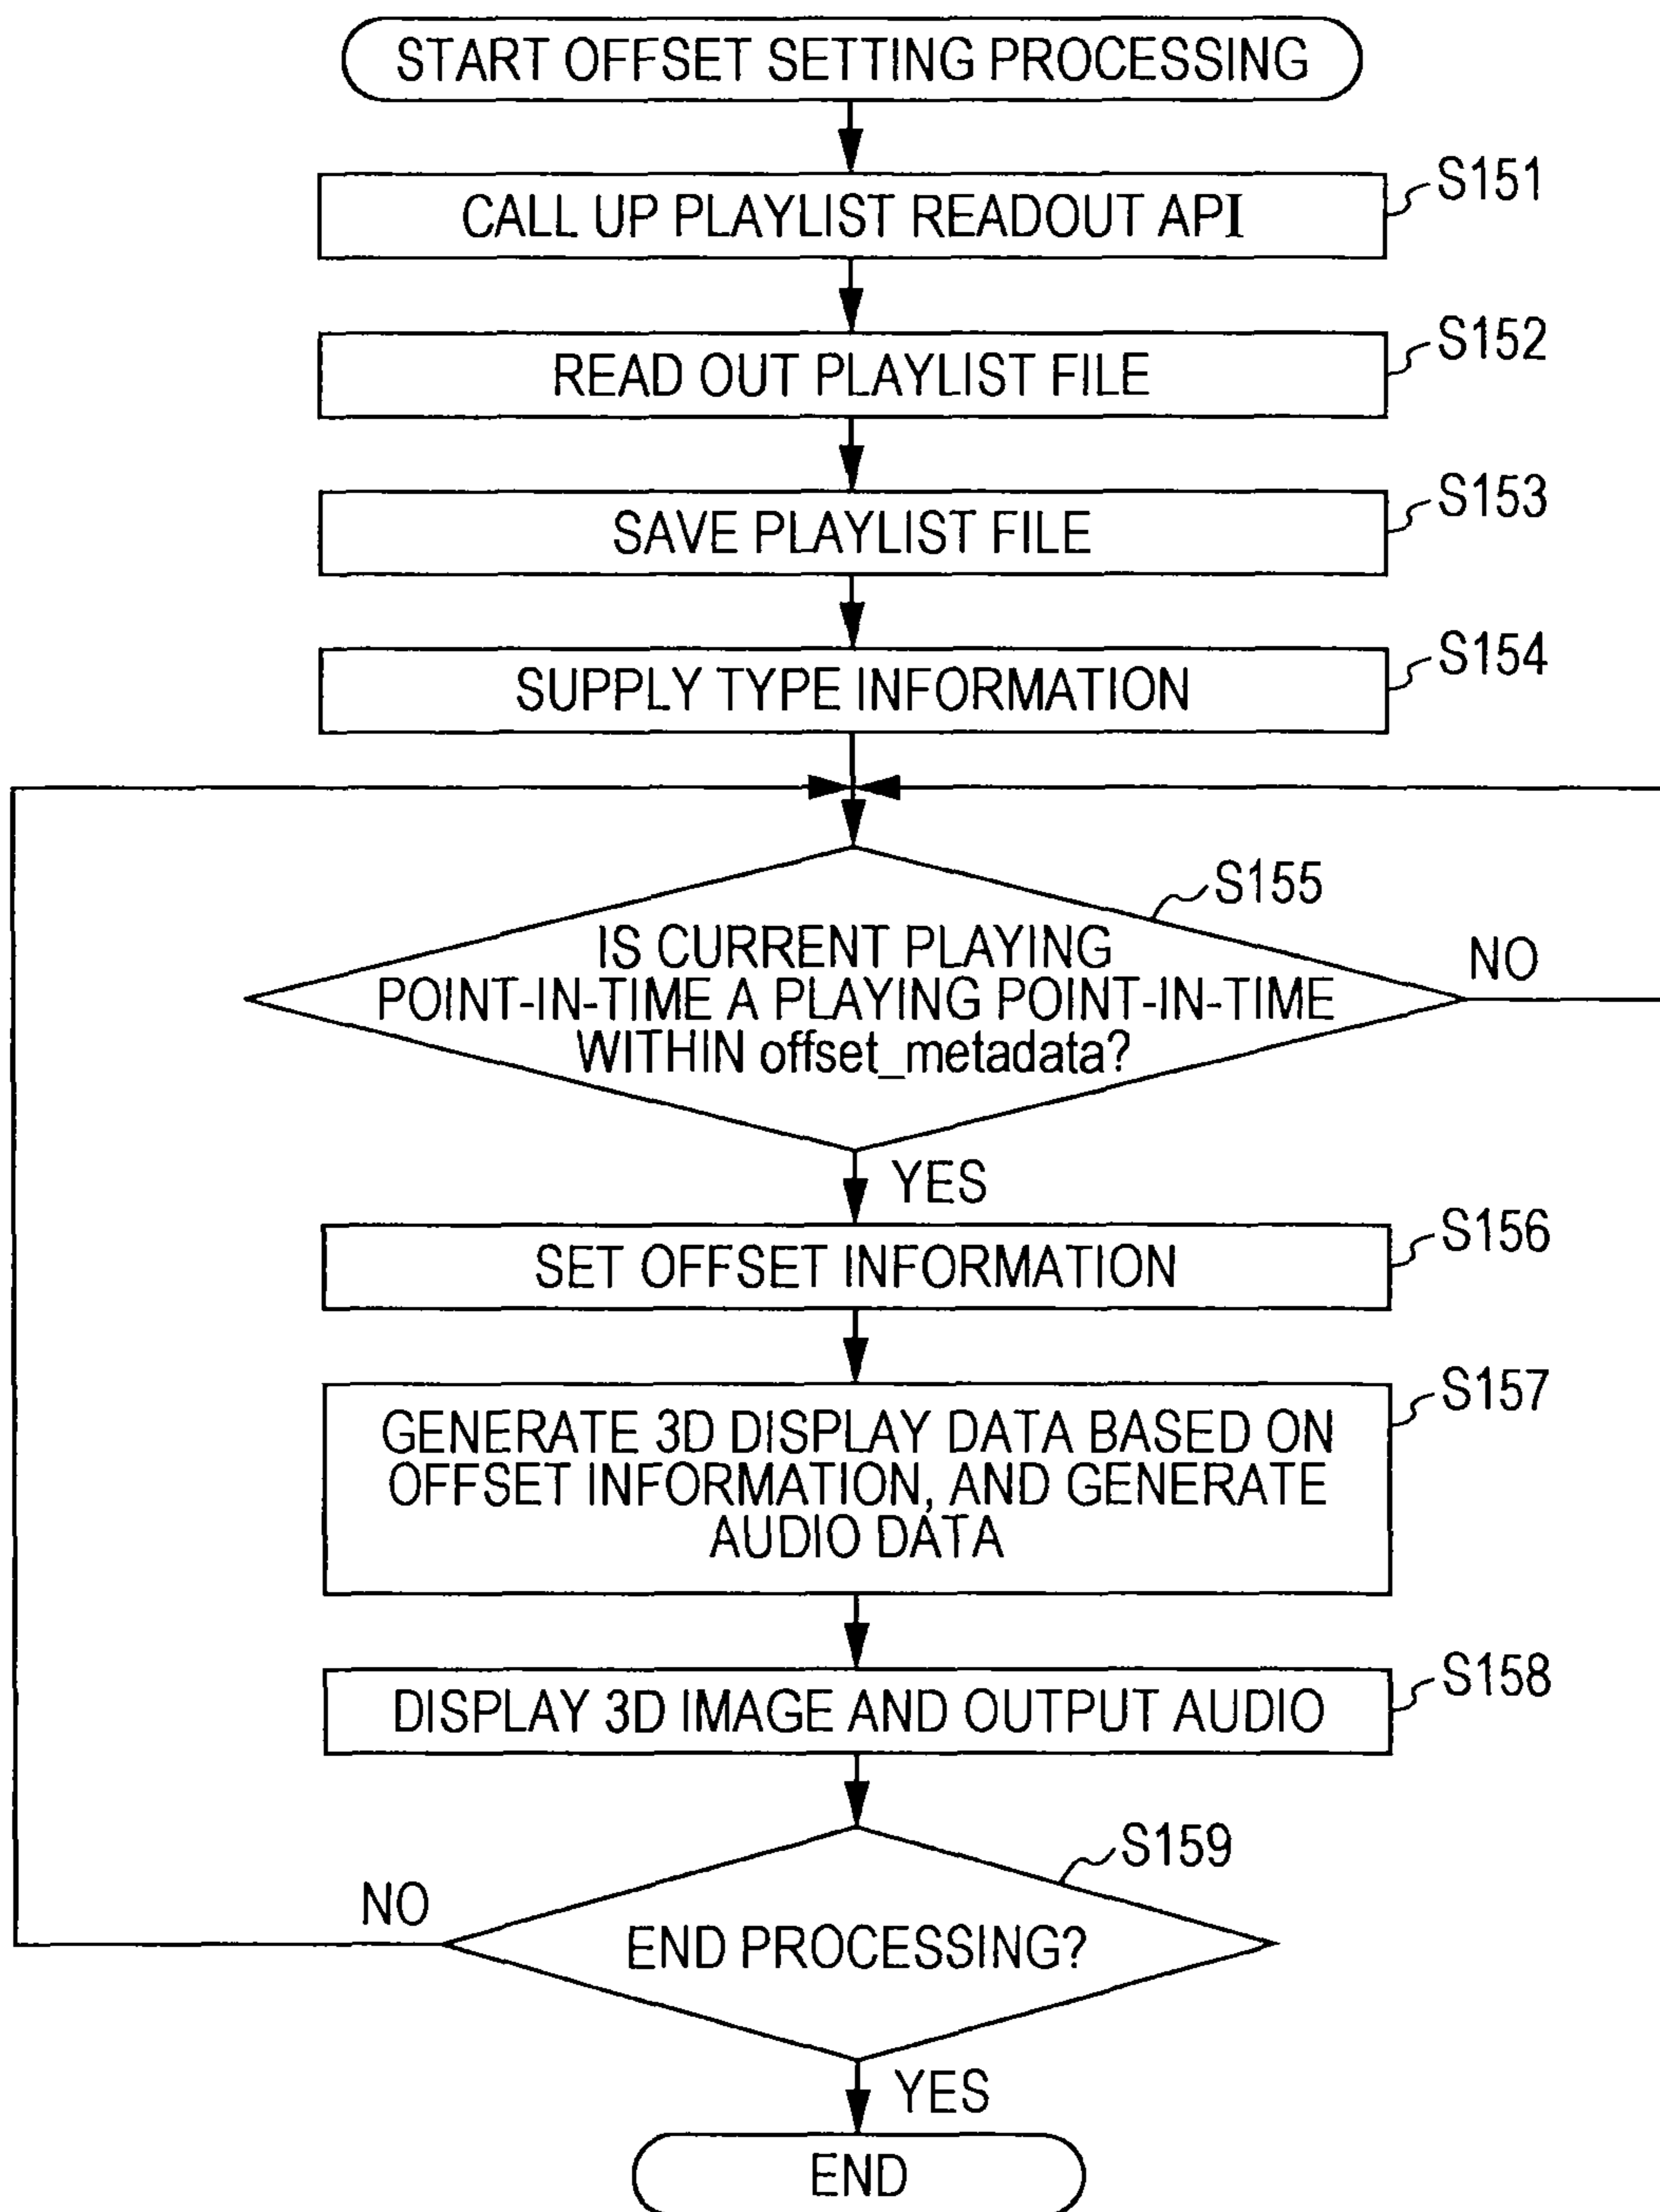 START OFFSET SETTING PROCESSING
S151
CALL UP PLAYLIST READOUT API
S152
READ OUT PLAYLIST FILE
S153
SAVE PLAYLIST FILE
S154
SUPPLY TYPE INFORMATION
S155
IS CURRENT PLAYING
POINT-IN-TIME A PLAYING POINT-IN-TIME
WITHIN offset_metadata?
NO
YES
S156
SET OFFSET INFORMATION
S157
GENERATE 3D DISPLAY DATA BASED ON
OFFSET INFORMATION, AND GENERATE
AUDIO DATA
S158
DISPLAY 3D IMAGE AND OUTPUT AUDIO
S159
NO
END PROCESSING?
YES
END